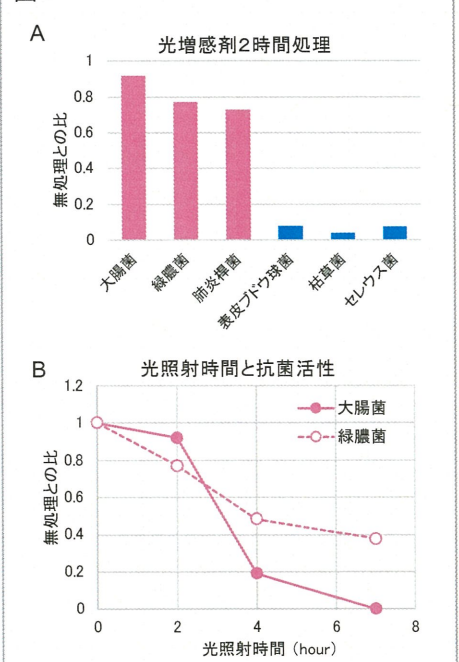 A
光増感剤2時間処理
無処理との比
1
0.8
0.6
0.4
0.2
0
大腸菌
緑膿菌
肺炎桿菌
表皮ブドウ球菌
枯草菌
セレウス菌
B
光照射時間と抗菌活性
無処理との比
1.2
1
0.8
0.6
0.4
0.2
0
大腸菌
緑膿菌
0 2 4 6 8
光照射時間 (hour)